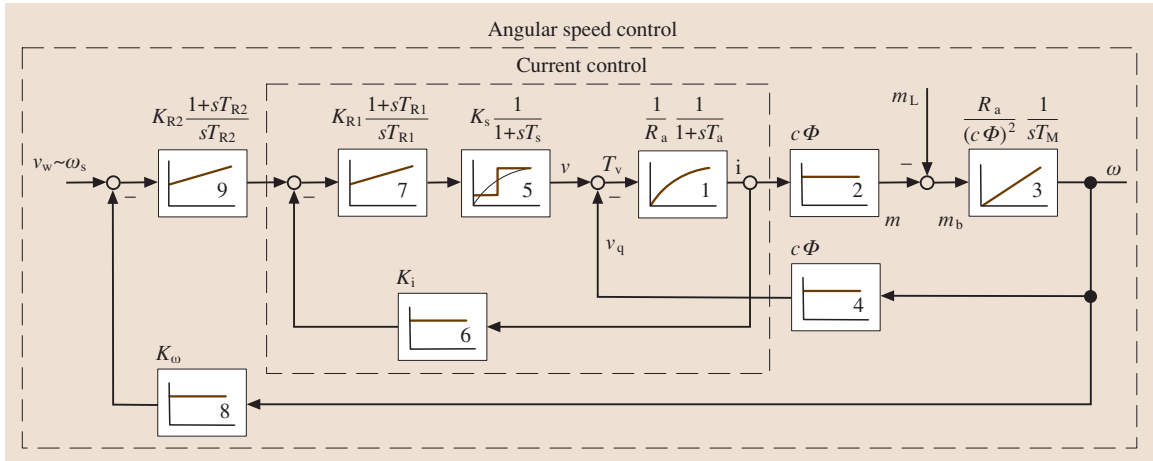 Angular speed control
Current control
K_R2 (1+sT_R2)/(sT_R2)
K_R1 (1+sT_R1)/(sT_R1)
K_s 1/(1+sT_s)
1/R_a 1/(1+sT_a)
cΦ
m_L
R_a/(cΦ)² 1/(sT_M)
v_w~ω_s
9
7
5
v
T_v
1
i
2
3
ω
−
−
−
−
m
m_b
v_q
cΦ
4
K_i
6
K_ω
8